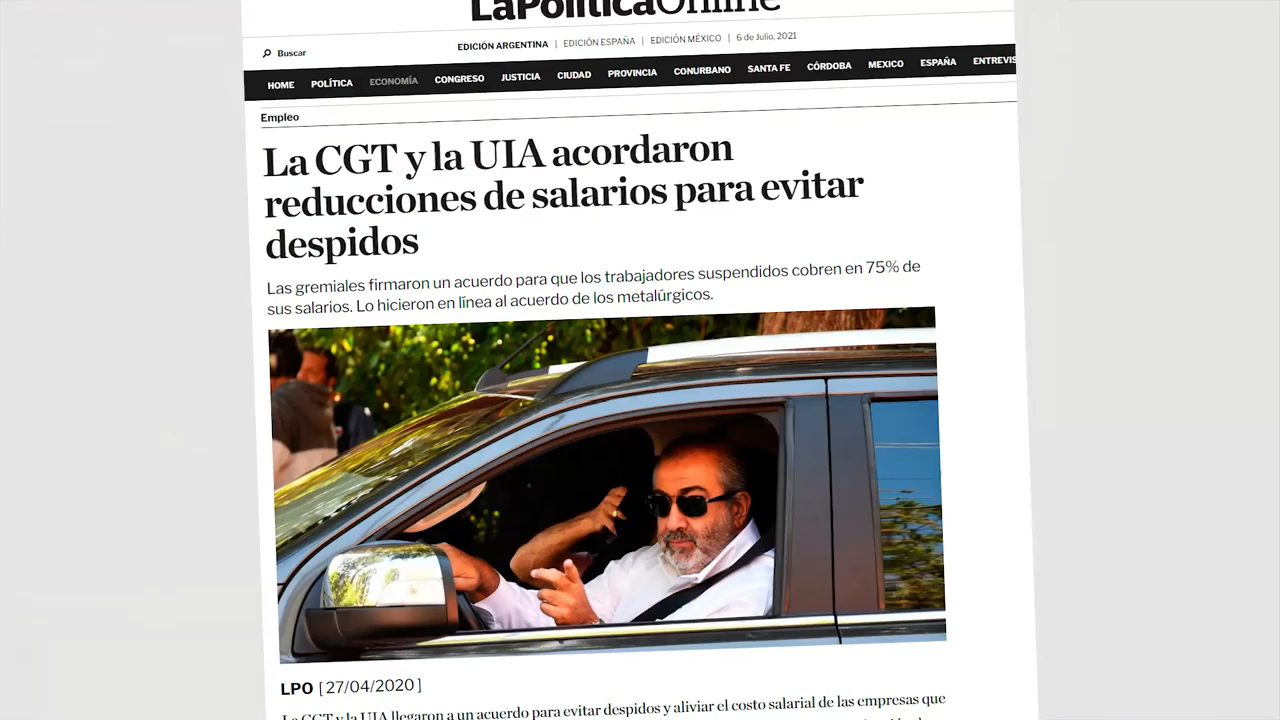 LaPolíticaOnline
Buscar
EDICIÓN ARGENTINA | EDICIÓN ESPAÑA | EDICIÓN MÉXICO | 6 de Julio, 2021
HOME POLÍTICA ECONOMÍA CONGRESO JUSTICIA CIUDAD PROVINCIA CONURBANO SANTA FE CÓRDOBA MEXICO ESPAÑA ENTREVIS
Empleo
La CGT y la UIA acordaron
reducciones de salarios para evitar
despidos
Las gremiales firmaron un acuerdo para que los trabajadores suspendidos cobren en 75% de
sus salarios. Lo hicieron en línea al acuerdo de los metalúrgicos.
LPO [ 27/04/2020 ]
La CGT y la UIA llegaron a un acuerdo para evitar despidos y aliviar el costo salarial de las empresas que